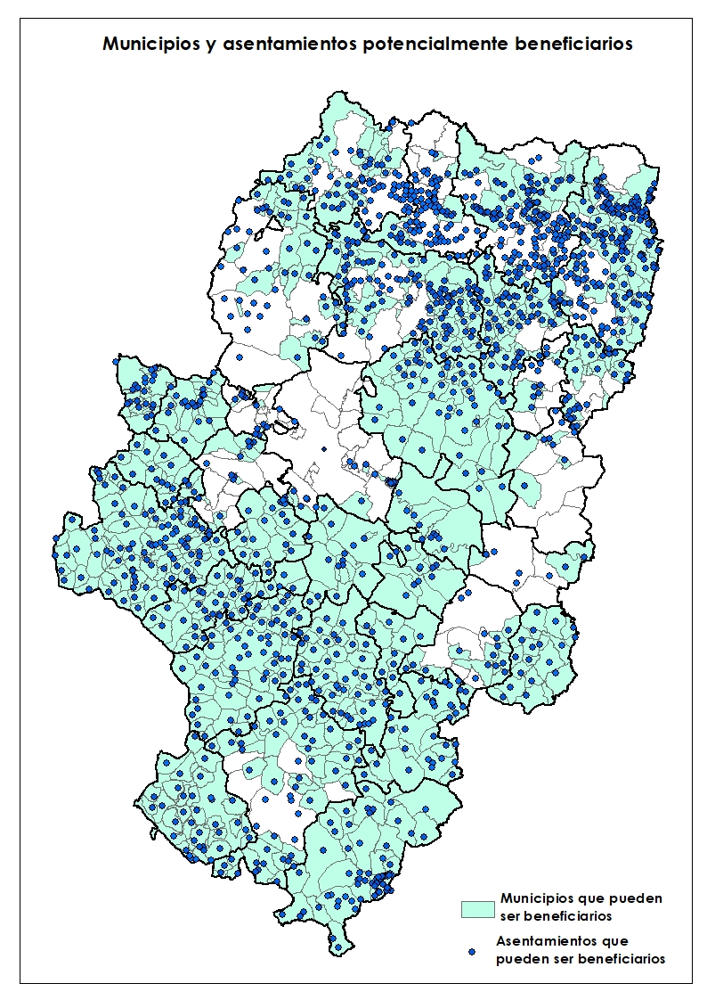 Municipios y asentamientos potencialmente beneficiarios
Municipios que pueden
ser beneficiarios
Asentamientos que
pueden ser beneficiarios